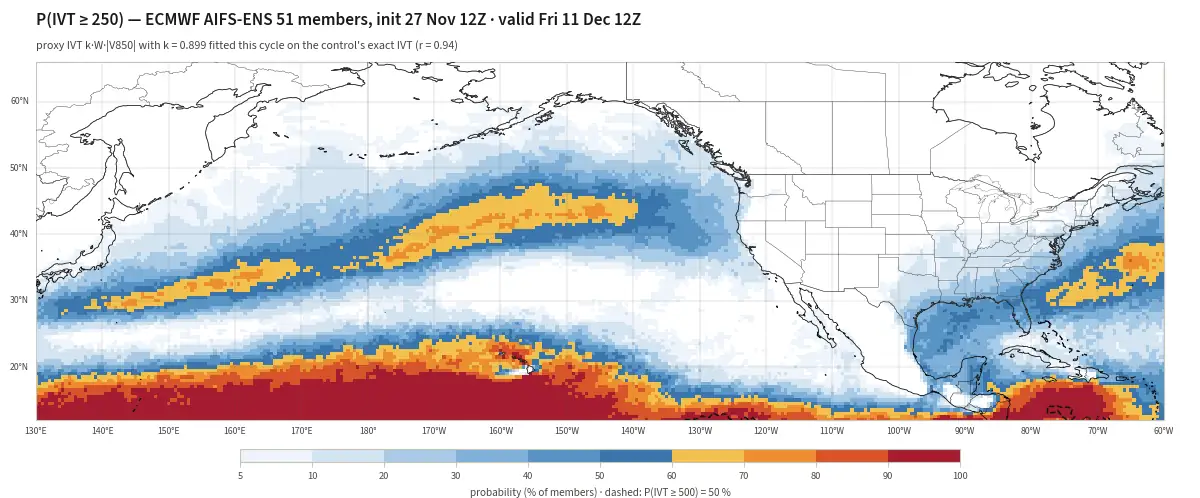 P(IVT ≥ 250) — ECMWF AIFS-ENS 51 members, init 27 Nov 12Z · valid Fri 11 Dec 12Z
proxy IVT k·W·|V850| with k = 0.899 fitted this cycle on the control's exact IVT (r = 0.94)
60°N
50°N
40°N
30°N
20°N
130°E 140°E 150°E 160°E 170°E 180° 170°W 160°W 150°W 140°W 130°W 120°W 110°W 100°W 90°W 80°W 70°W 60°W
5 10 20 30 40 50 60 70 80 90 100
probability (% of members) · dashed: P(IVT ≥ 500) = 50 %